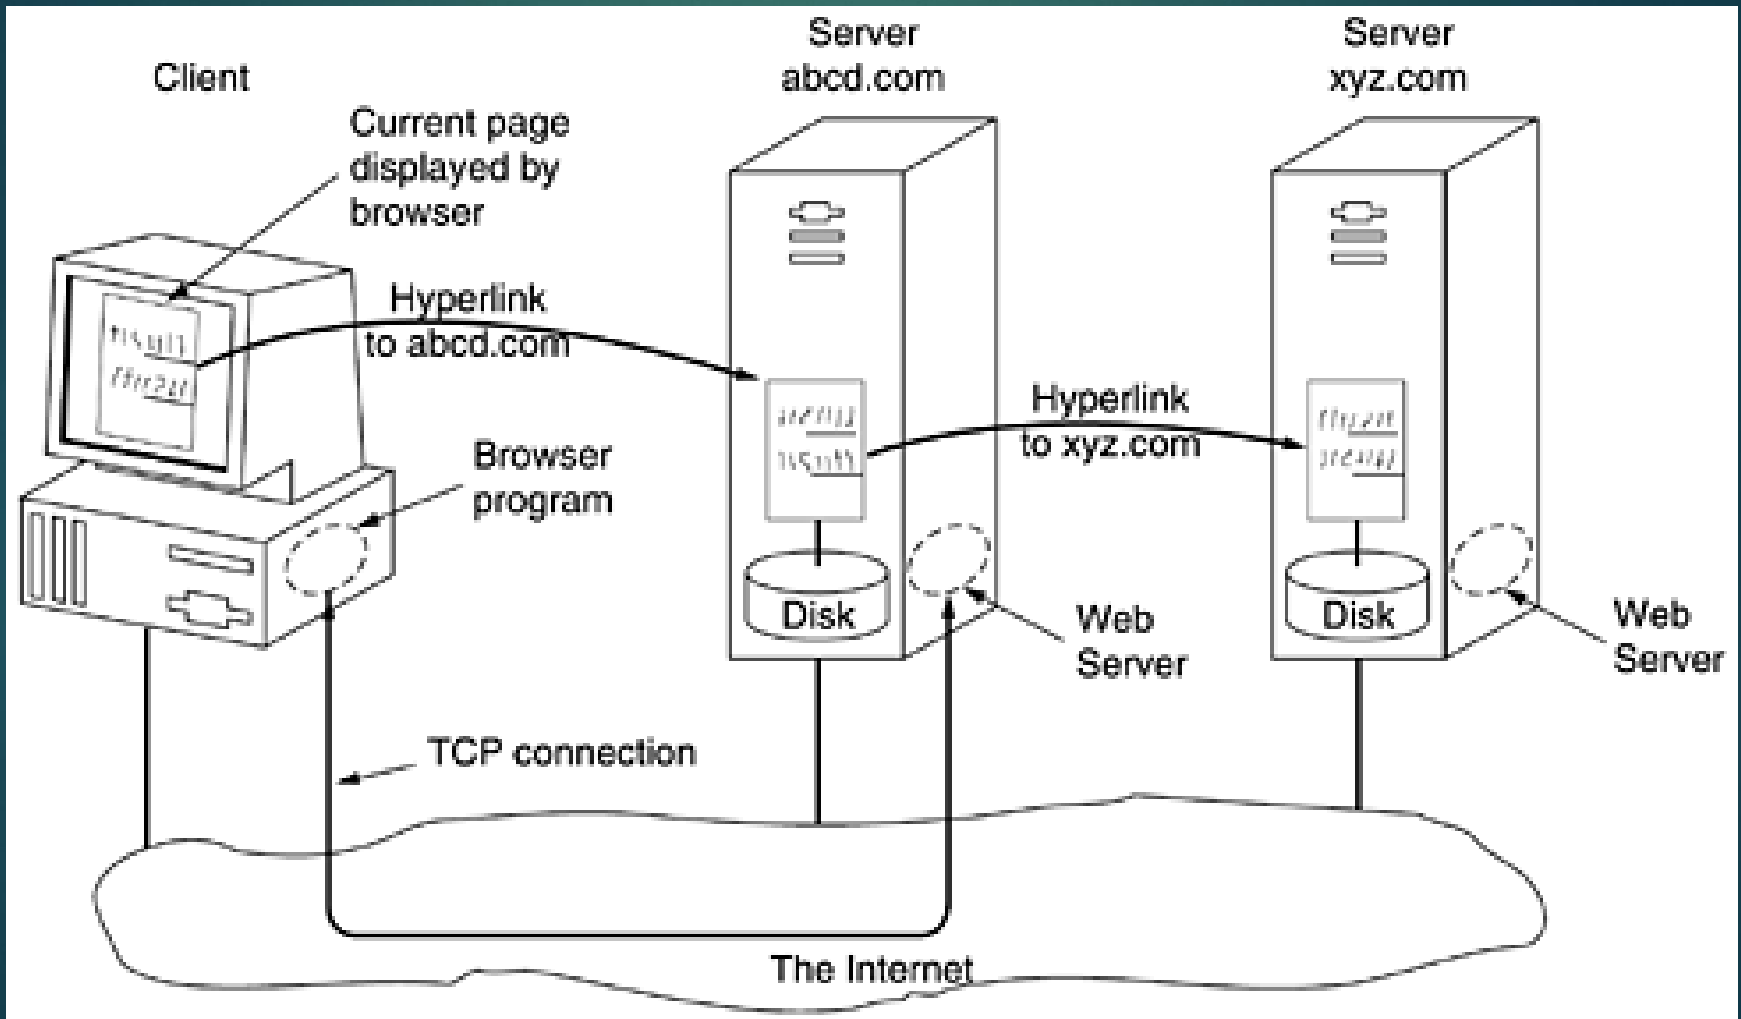 Client
Server
abcd.com
Server
xyz.com
Current page
displayed by
browser
Hyperlink
to abcd.com
Hyperlink
to xyz.com
Browser
program
Disk
Web
Server
Disk
Web
Server
TCP connection
The Internet